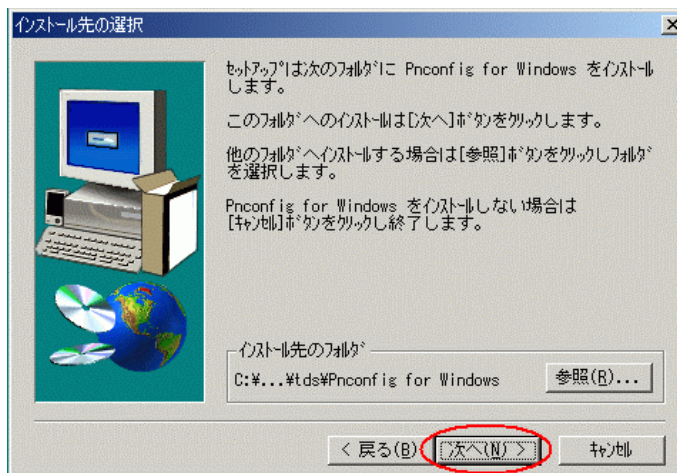 インストール先の選択
セットアップは次のフォルダに Pnconfig for Windows をインストール
します。
このフォルダへのインストールは[次へ]ボタンをクリックします。
他のフォルダへインストールする場合は[参照]ボタンをクリックしフォルダ
を選択します。
Pnconfig for Windows をインストールしない場合は
[キャンセル]ボタンをクリックし終了します。
インストール先のフォルダ
C:¥...¥tds¥Pnconfig for Windows
参照(R)...
< 戻る(B)
次へ(N) >
キャンセル